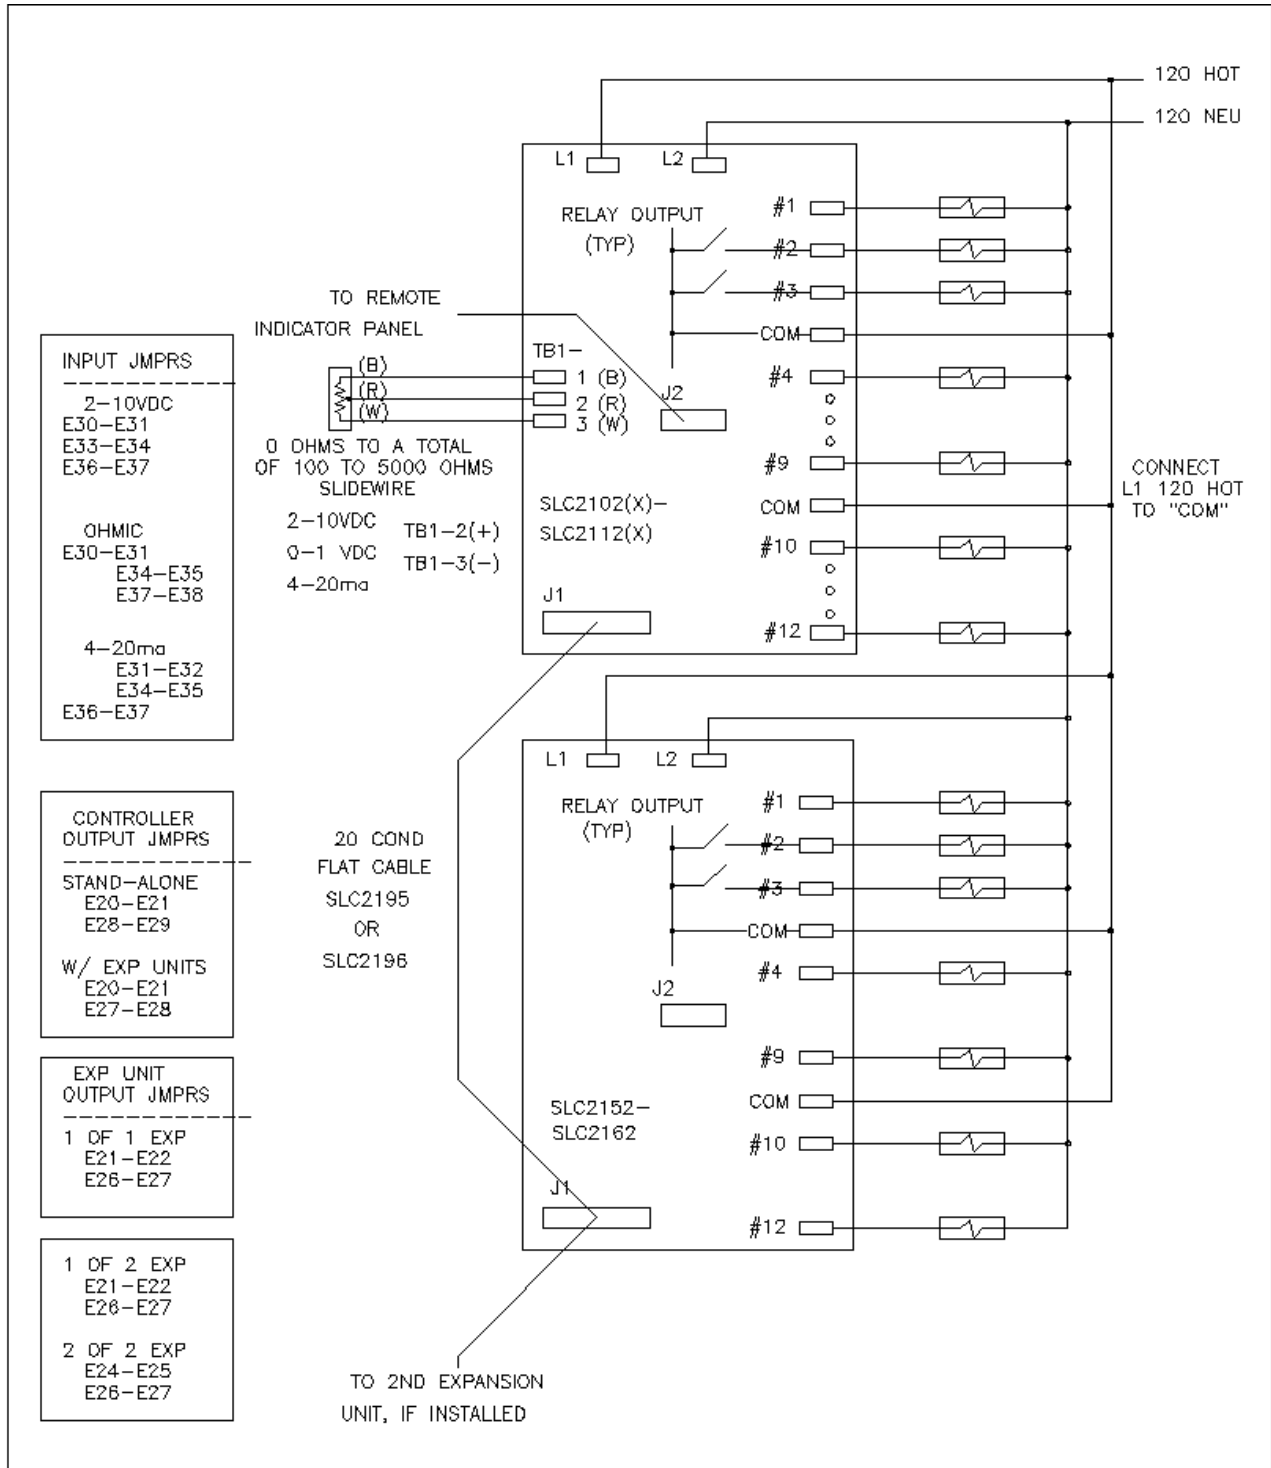 120 HOT
120 NEU
L1
L2
RELAY OUTPUT
(TYP)
#1
#2
#3
COM
#4
J2
#9
COM
#10
#12
TO REMOTE
INDICATOR PANEL
(B)
(R)
(W)
TB1-
1 (B)
2 (R)
3 (W)
0 OHMS TO A TOTAL
OF 100 TO 5000 OHMS
SLIDEWIRE
2-10VDC
0-1 VDC
4-20ma
TB1-2(+)
TB1-3(-)
SLC2102(X)-
SLC2112(X)
J1
CONNECT
L1 120 HOT
TO "COM"
INPUT JMPRS
2-10VDC
E30-E31
E33-E34
E36-E37
OHMIC
E30-E31
E34-E35
E37-E38
4-20ma
E31-E32
E34-E35
E36-E37
L1
L2
RELAY OUTPUT
(TYP)
#1
#2
#3
COM
#4
J2
#9
COM
#10
#12
SLC2152-
SLC2162
J1
20 COND
FLAT CABLE
SLC2195
OR
SLC2196
CONTROLLER
OUTPUT JMPRS
STAND-ALONE
E20-E21
E28-E29
W/ EXP UNITS
E20-E21
E27-E28
EXP UNIT
OUTPUT JMPRS
1 OF 1 EXP
E21-E22
E26-E27
1 OF 2 EXP
E21-E22
E26-E27
2 OF 2 EXP
E24-E25
E26-E27
TO 2ND EXPANSION
UNIT, IF INSTALLED